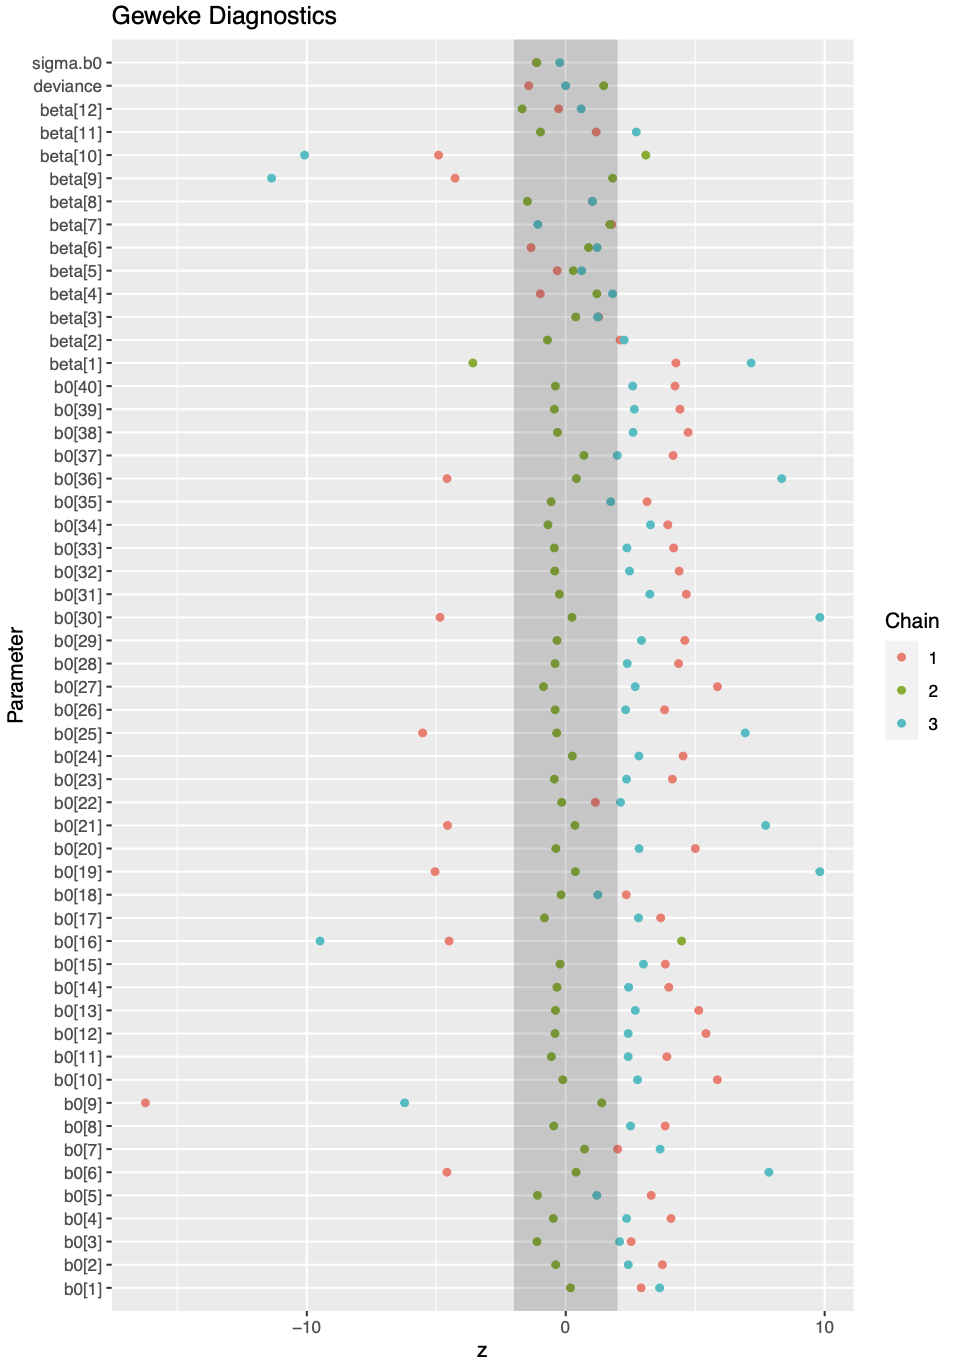 Geweke Diagnostics
sigma.b0
deviance
beta[12]
beta[11]
beta[10]
beta[9]
beta[8]
beta[7]
beta[6]
beta[5]
beta[4]
beta[3]
beta[2]
beta[1]
b0[40]
b0[39]
b0[38]
b0[37]
b0[36]
b0[35]
b0[34]
b0[33]
b0[32]
b0[31]
b0[30]
b0[29]
b0[28]
b0[27]
b0[26]
b0[25]
b0[24]
b0[23]
b0[22]
b0[21]
b0[20]
b0[19]
b0[18]
b0[17]
b0[16]
b0[15]
b0[14]
b0[13]
b0[12]
b0[11]
b0[10]
b0[9]
b0[8]
b0[7]
b0[6]
b0[5]
b0[4]
b0[3]
b0[2]
b0[1]
Parameter
−10 0 10
z
Chain
1
2
3